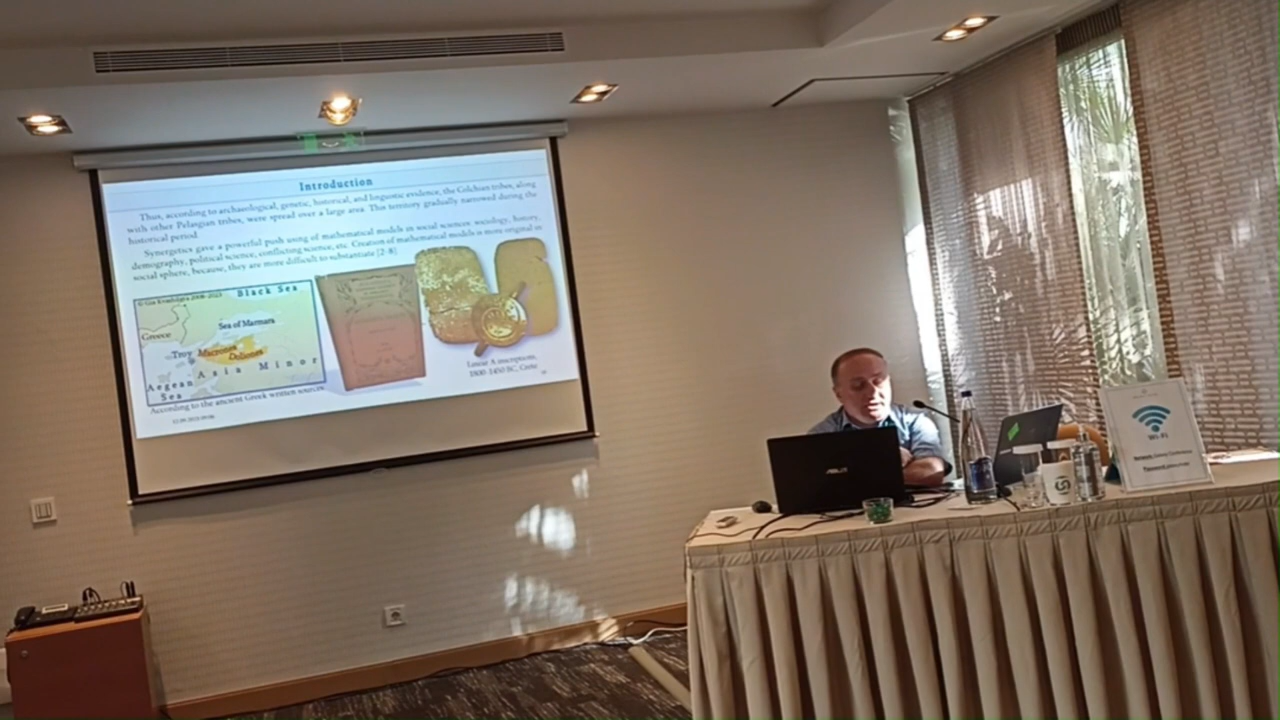 Introduction
Thus, according to archaeological, genetic, historical, and linguistic evidence, the Colchian tribes, along
with other Pelasgian tribes, were spread over a large area. This territory gradually narrowed during the
historical period.
Synergetics gave a powerful push using of mathematical models in social sciences: sociology, history,
demography, political science, conflicting science, etc. Creation of mathematical models is more original in
social sphere, because, they are more difficult to substantiate [2-8]
Black Sea
Greece
Sea of Marmara
Troy
Macrones
Doliones
Asia Minor
Aegean
Sea
Linear A inscriptions,
1800-1450 BC, Crete
According to the ancient Greek written sources
ASUS
Wi Fi